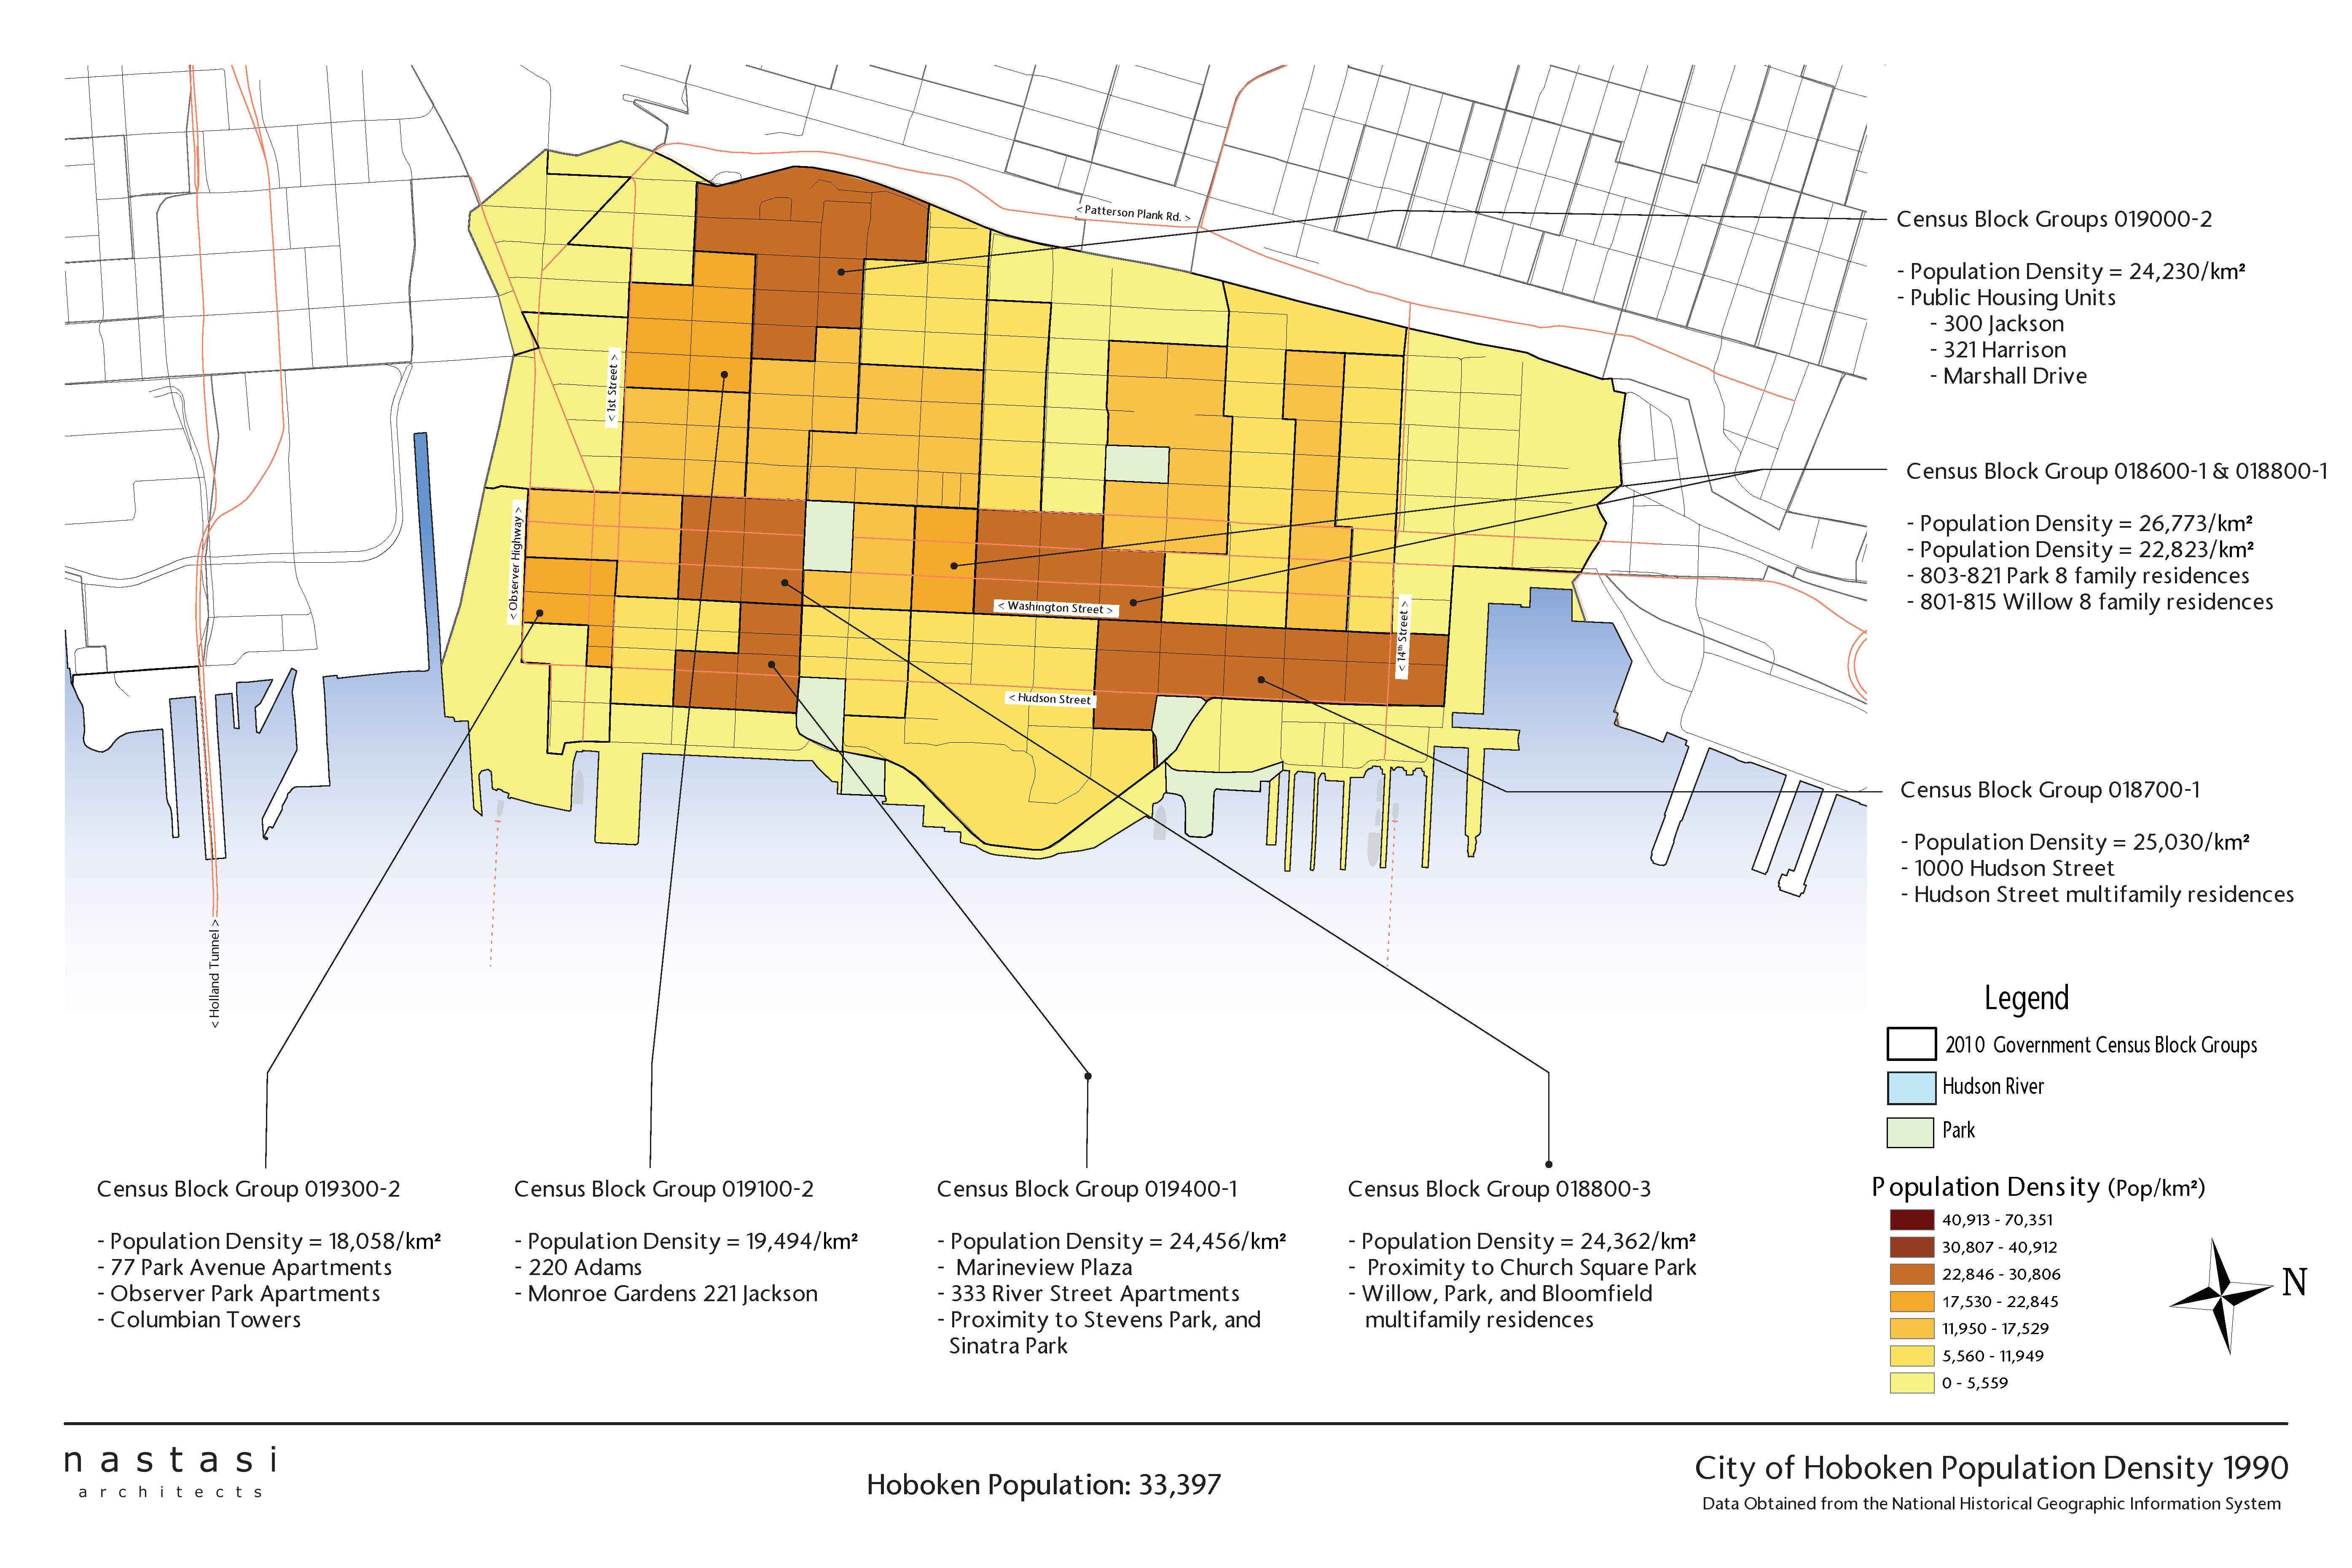 < Patterson Plank Rd. >
< 1st Street >
< Observer Highway >
< Washington Street >
< Hudson Street
< 14th Street >
< Holland Tunnel >
Census Block Groups 019000-2
- Population Density = 24,230/km²
- Public Housing Units
- 300 Jackson
- 321 Harrison
- Marshall Drive
Census Block Group 018600-1 & 018800-1
- Population Density = 26,773/km²
- Population Density = 22,823/km²
- 803-821 Park 8 family residences
- 801-815 Willow 8 family residences
Census Block Group 018700-1
- Population Density = 25,030/km²
- 1000 Hudson Street
- Hudson Street multifamily residences
Legend
2010 Government Census Block Groups
Hudson River
Park
Population Density (Pop/km²)
40,913 - 70,351
30,807 - 40,912
22,846 - 30,806
17,530 - 22,845
11,950 - 17,529
5,560 - 11,949
0 - 5,559
N
Census Block Group 019300-2
- Population Density = 18,058/km²
- 77 Park Avenue Apartments
- Observer Park Apartments
- Columbian Towers
Census Block Group 019100-2
- Population Density = 19,494/km²
- 220 Adams
- Monroe Gardens 221 Jackson
Census Block Group 019400-1
- Population Density = 24,456/km²
- Marineview Plaza
- 333 River Street Apartments
- Proximity to Stevens Park, and
Sinatra Park
Census Block Group 018800-3
- Population Density = 24,362/km²
- Proximity to Church Square Park
- Willow, Park, and Bloomfield
multifamily residences
nastasi
architects
Hoboken Population: 33,397
City of Hoboken Population Density 1990
Data Obtained from the National Historical Geographic Information System